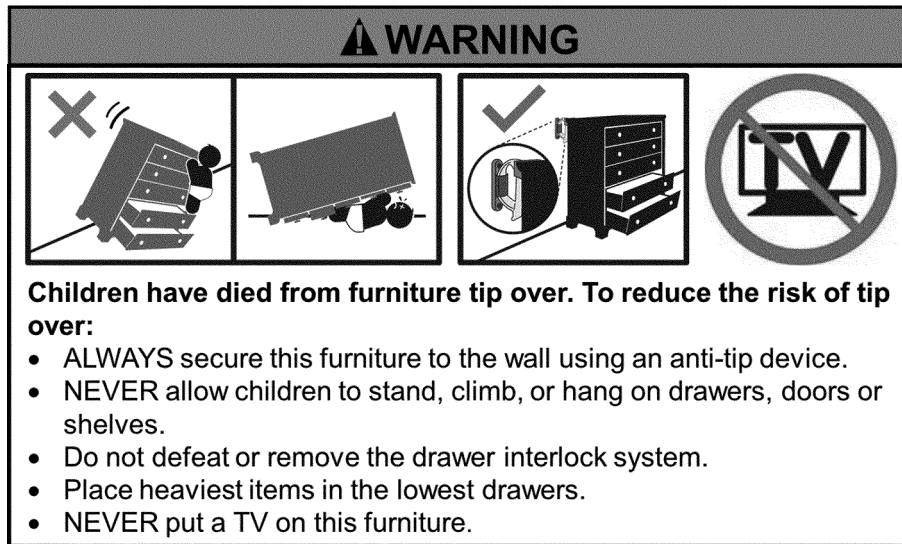 WARNING
TV
Children have died from furniture tip over. To reduce the risk of tip
over:
• ALWAYS secure this furniture to the wall using an anti-tip device.
• NEVER allow children to stand, climb, or hang on drawers, doors or
shelves.
• Do not defeat or remove the drawer interlock system.
• Place heaviest items in the lowest drawers.
• NEVER put a TV on this furniture.